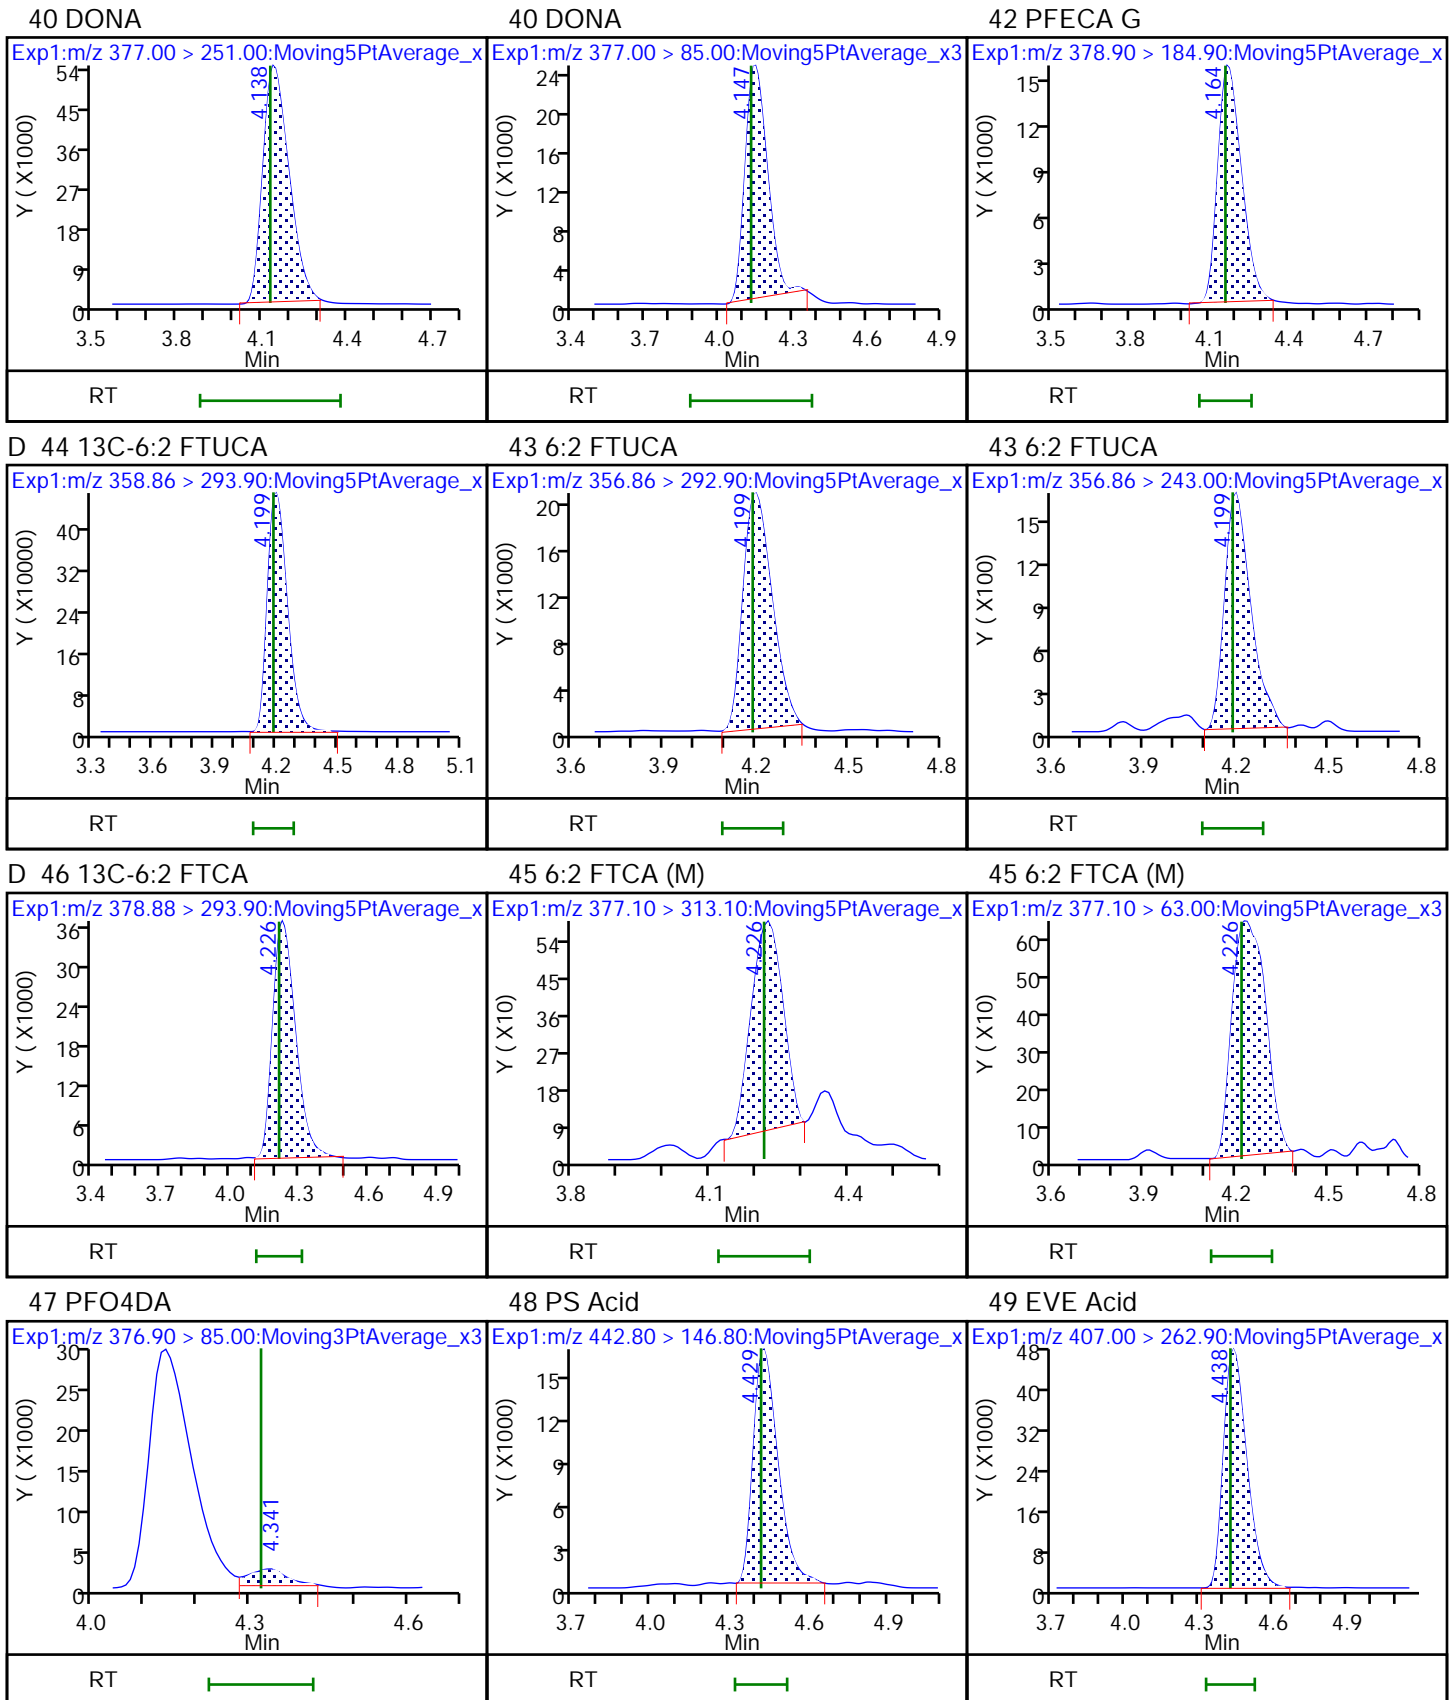 40 DONA
Exp1:m/z 377.00 > 251.00:Moving5PtAverage_x
Y ( X1000)
54
45
36
27
18
9
0
4.138
3.5 3.8 4.1 4.4 4.7
Min
RT
40 DONA
Exp1:m/z 377.00 > 85.00:Moving5PtAverage_x3
Y ( X1000)
24
20
16
12
8
4
0
4.147
3.4 3.7 4.0 4.3 4.6 4.9
Min
RT
42 PFECA G
Exp1:m/z 378.90 > 184.90:Moving5PtAverage_x
Y ( X1000)
15
12
9
6
3
0
4.164
3.5 3.8 4.1 4.4 4.7
Min
RT
D 44 13C-6:2 FTUCA
Exp1:m/z 358.86 > 293.90:Moving5PtAverage_x
Y ( X10000)
40
32
24
16
8
0
4.199
3.3 3.6 3.9 4.2 4.5 4.8 5.1
Min
RT
43 6:2 FTUCA
Exp1:m/z 356.86 > 292.90:Moving5PtAverage_x
Y ( X1000)
20
16
12
8
4
0
4.199
3.6 3.9 4.2 4.5 4.8
Min
RT
43 6:2 FTUCA
Exp1:m/z 356.86 > 243.00:Moving5PtAverage_x
Y ( X100)
15
12
9
6
3
0
4.199
3.6 3.9 4.2 4.5 4.8
Min
RT
D 46 13C-6:2 FTCA
Exp1:m/z 378.88 > 293.90:Moving5PtAverage_x
Y ( X1000)
36
30
24
18
12
6
0
4.226
3.4 3.7 4.0 4.3 4.6 4.9
Min
RT
45 6:2 FTCA (M)
Exp1:m/z 377.10 > 313.10:Moving5PtAverage_x
Y ( X10)
54
45
36
27
18
9
0
4.226
3.8 4.1 4.4
Min
RT
45 6:2 FTCA (M)
Exp1:m/z 377.10 > 63.00:Moving5PtAverage_x3
Y ( X10)
60
50
40
30
20
10
0
4.226
3.6 3.9 4.2 4.5 4.8
Min
RT
47 PFO4DA
Exp1:m/z 376.90 > 85.00:Moving3PtAverage_x3
Y ( X1000)
30
25
20
15
10
5
0
4.341
4.0 4.3 4.6
Min
RT
48 PS Acid
Exp1:m/z 442.80 > 146.80:Moving5PtAverage_x
Y ( X1000)
15
12
9
6
3
0
4.429
3.7 4.0 4.3 4.6 4.9
Min
RT
49 EVE Acid
Exp1:m/z 407.00 > 262.90:Moving5PtAverage_x
Y ( X1000)
48
40
32
24
16
8
0
4.438
3.7 4.0 4.3 4.6 4.9
Min
RT